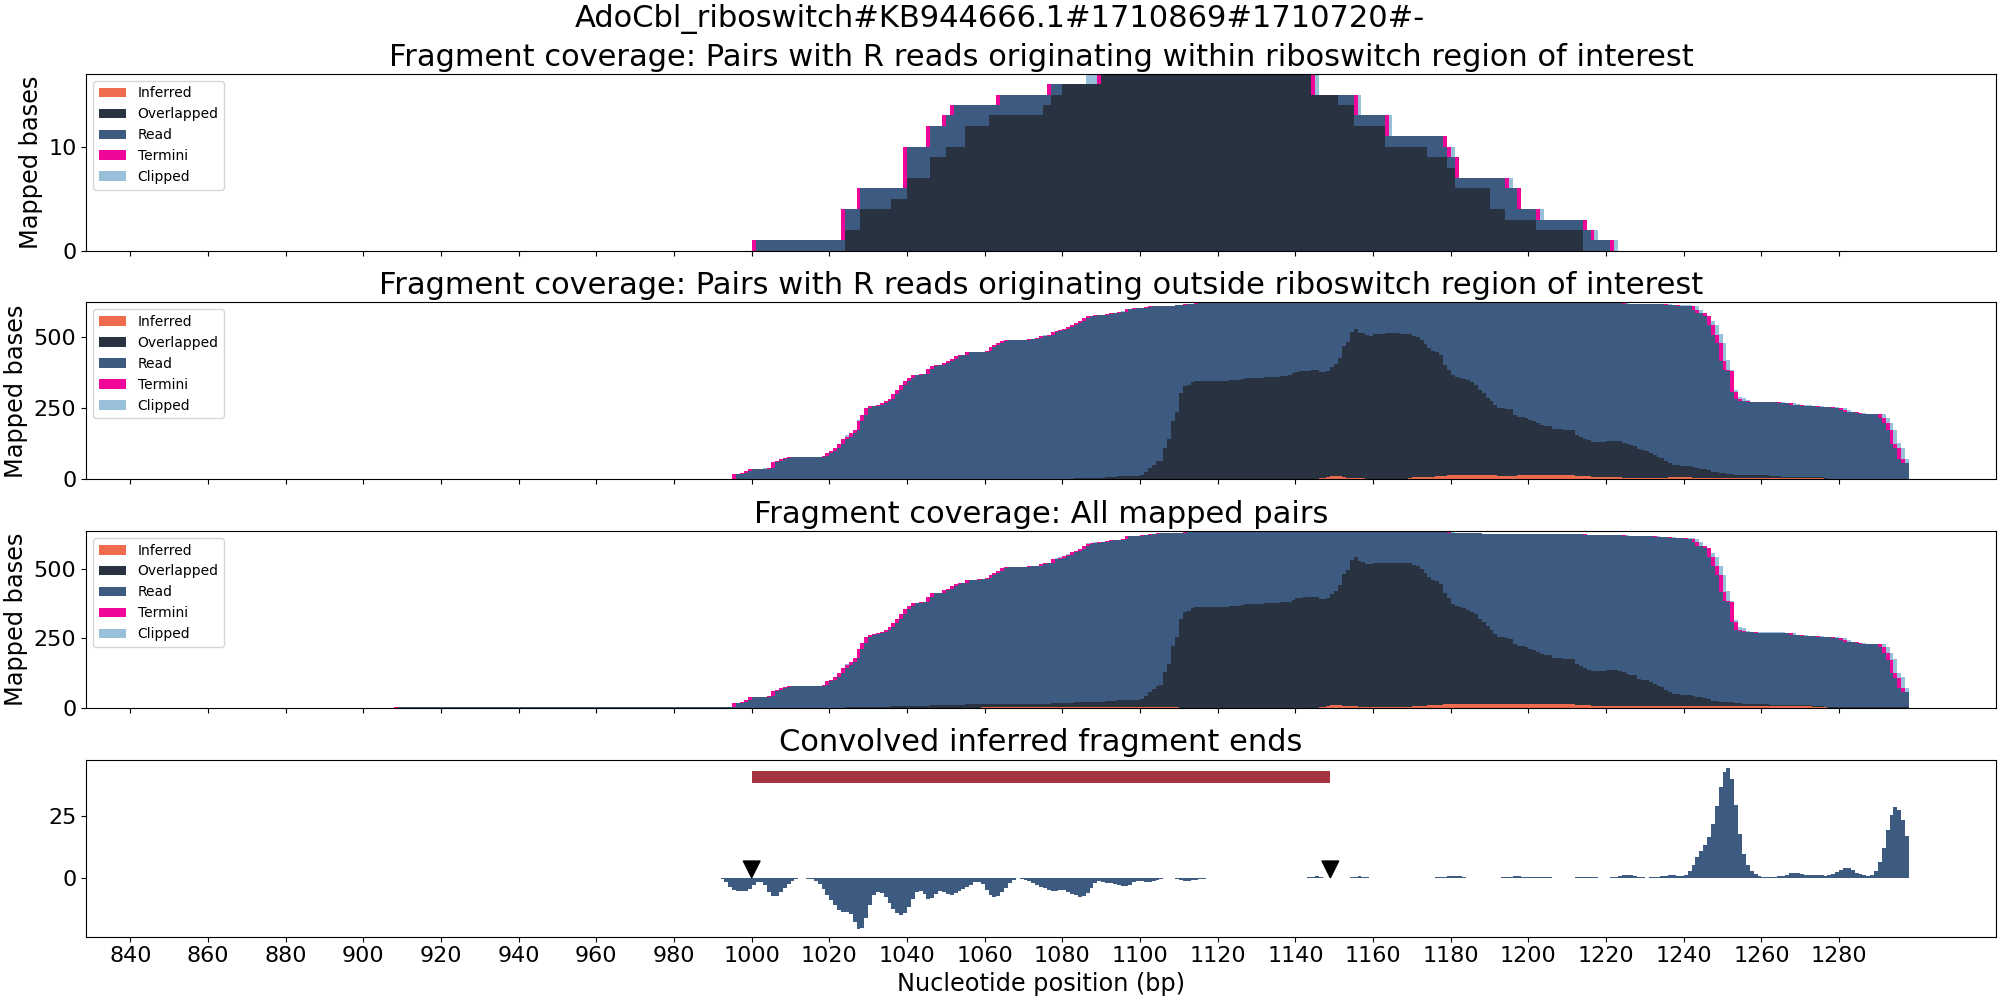 AdoCbl_riboswitch#KB944666.1#1710869#1710720#-
Fragment coverage: Pairs with R reads originating within riboswitch region of interest
Mapped bases
10
0
Inferred
Overlapped
Read
Termini
Clipped
Fragment coverage: Pairs with R reads originating outside riboswitch region of interest
Mapped bases
500
250
0
Inferred
Overlapped
Read
Termini
Clipped
Fragment coverage: All mapped pairs
Mapped bases
500
250
0
Inferred
Overlapped
Read
Termini
Clipped
Convolved inferred fragment ends
25
0
840 860 880 900 920 940 960 980 1000 1020 1040 1060 1080 1100 1120 1140 1160 1180 1200 1220 1240 1260 1280
Nucleotide position (bp)